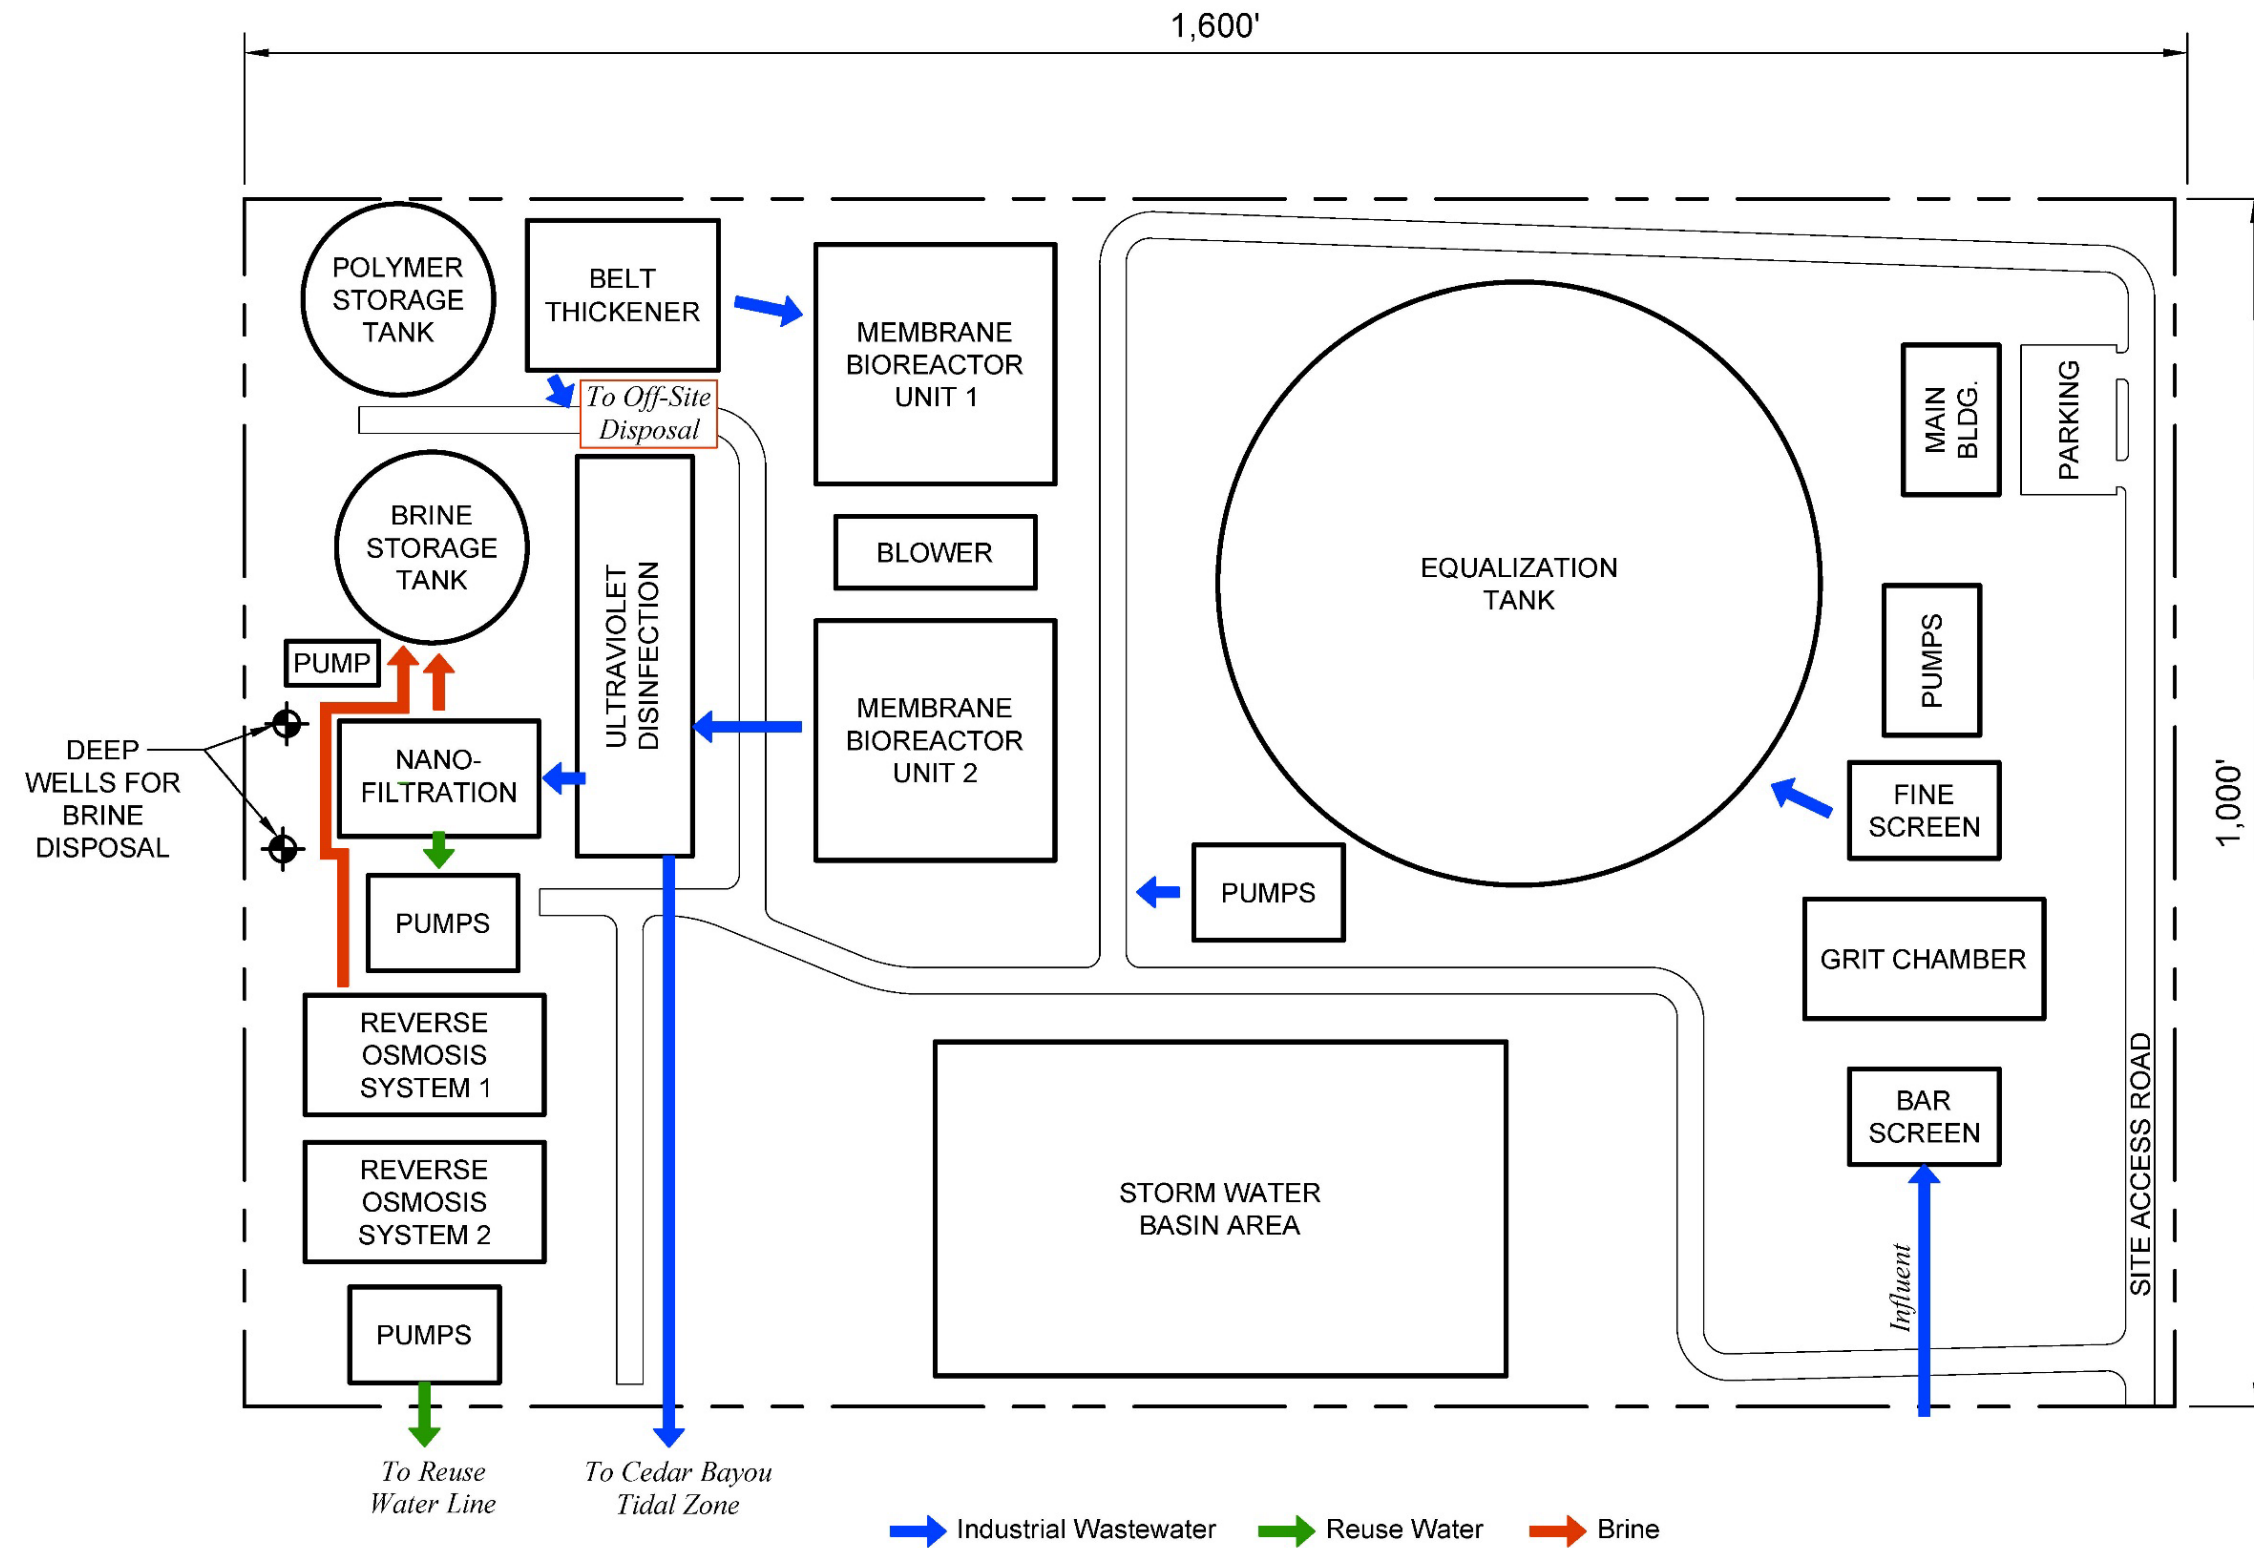 1,600'
POLYMER
STORAGE
TANK
BELT
THICKENER
To Off-Site
Disposal
MEMBRANE
BIOREACTOR
UNIT 1
BLOWER
MEMBRANE
BIOREACTOR
UNIT 2
EQUALIZATION
TANK
MAIN
BLDG.
PARKING
PUMPS
FINE
SCREEN
GRIT CHAMBER
BAR
SCREEN
Influent
SITE ACCESS ROAD
1,000'
BRINE
STORAGE
TANK
PUMP
ULTRAVIOLET
DISINFECTION
DEEP
WELLS FOR
BRINE
DISPOSAL
NANO-
FILTRATION
PUMPS
PUMPS
REVERSE
OSMOSIS
SYSTEM 1
REVERSE
OSMOSIS
SYSTEM 2
PUMPS
STORM WATER
BASIN AREA
To Reuse
Water Line
To Cedar Bayou
Tidal Zone
Industrial Wastewater
Reuse Water
Brine